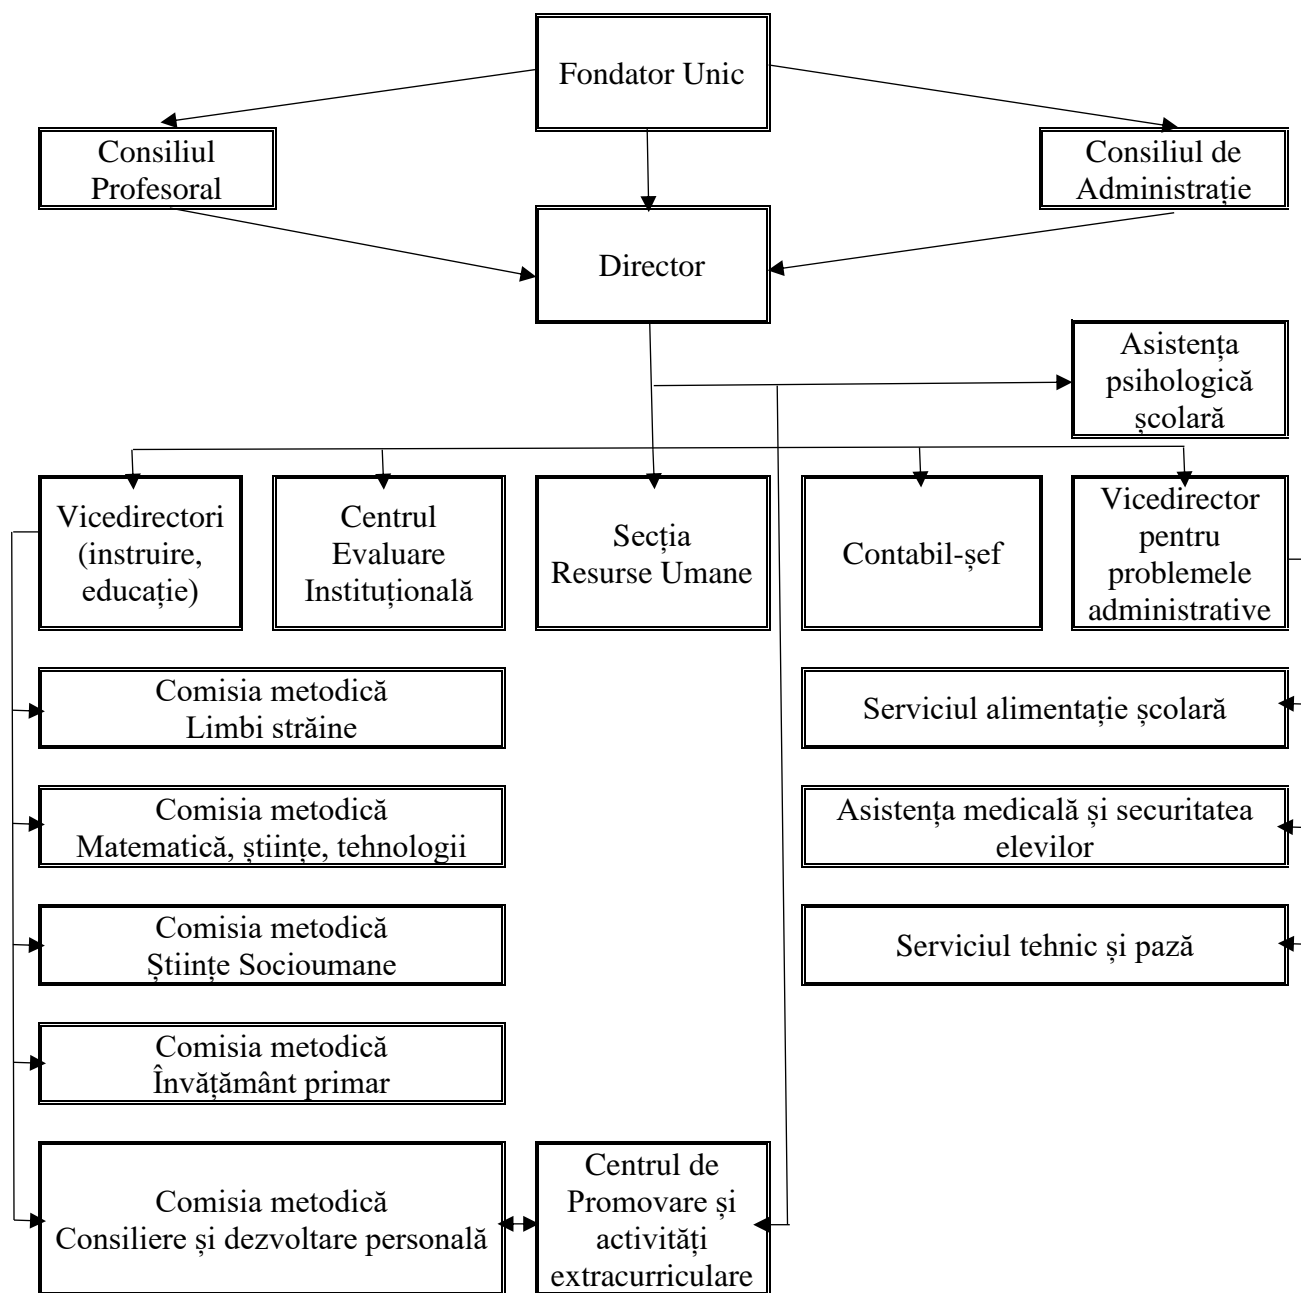 Fondator Unic
Consiliul
Profesoral
Consiliul de
Administrație
Director
Asistența
psihologică
școlară
Vicedirectori
(instruire,
educație)
Centrul
Evaluare
Instituțională
Secția
Resurse Umane
Contabil-șef
Vicedirector
pentru
problemele
administrative
Comisia metodică
Limbi străine
Serviciul alimentație școlară
Comisia metodică
Matematică, științe, tehnologii
Asistența medicală și securitatea
elevilor
Comisia metodică
Științe Socioumane
Serviciul tehnic și pază
Comisia metodică
Învățământ primar
Comisia metodică
Consiliere și dezvoltare personală
Centrul de
Promovare și
activități
extracurriculare